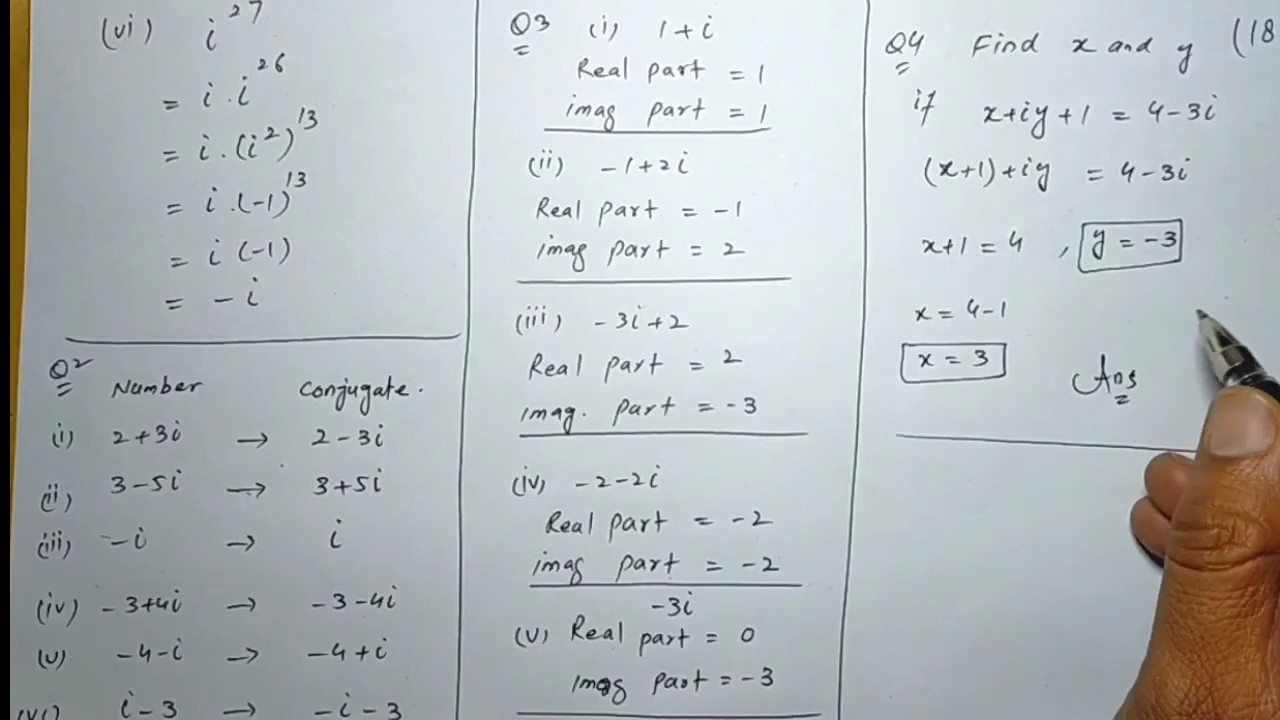 (vi) i^27
= i . i^26
= i . (i^2)^13
= i . (-1)^13
= i (-1)
= - i
Q2
Number Conjugate.
(i) 2+3i → 2-3i
(ii) 3-5i → 3+5i
(iii) -i → i
(iv) -3+4i → -3-4i
(v) -4-i → -4+i
(vi) i-3 → -i-3
Q3 (i) 1+i
Real part = 1
imag part = 1
(ii) -1+2i
Real part = -1
imag part = 2
(iii) -3i+2
Real part = 2
imag. part = -3
(iv) -2-2i
Real part = -2
imag part = -2
-3i
(v) Real part = 0
imag part = -3
Q4 Find x and y (18
if x+iy+1 = 4-3i
(x+1)+iy = 4-3i
x+1 = 4 , y = -3
x = 4-1
x = 3
Ans